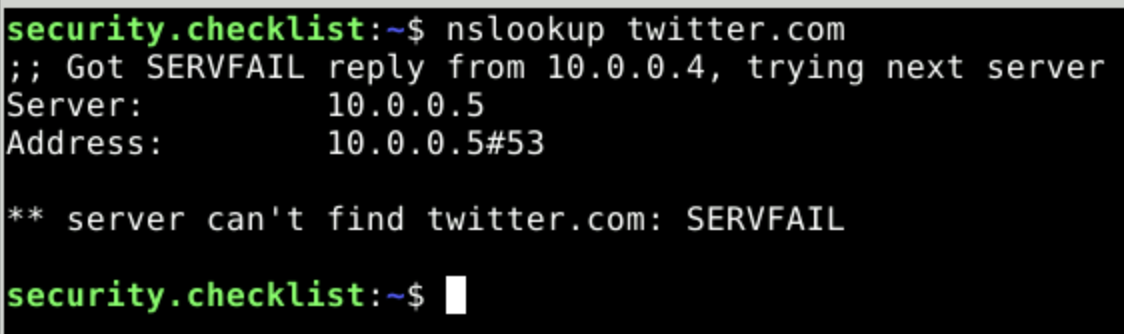 security.checklist:~$ nslookup twitter.com
;; Got SERVFAIL reply from 10.0.0.4, trying next server
Server:         10.0.0.5
Address:        10.0.0.5#53
** server can't find twitter.com: SERVFAIL
security.checklist:~$